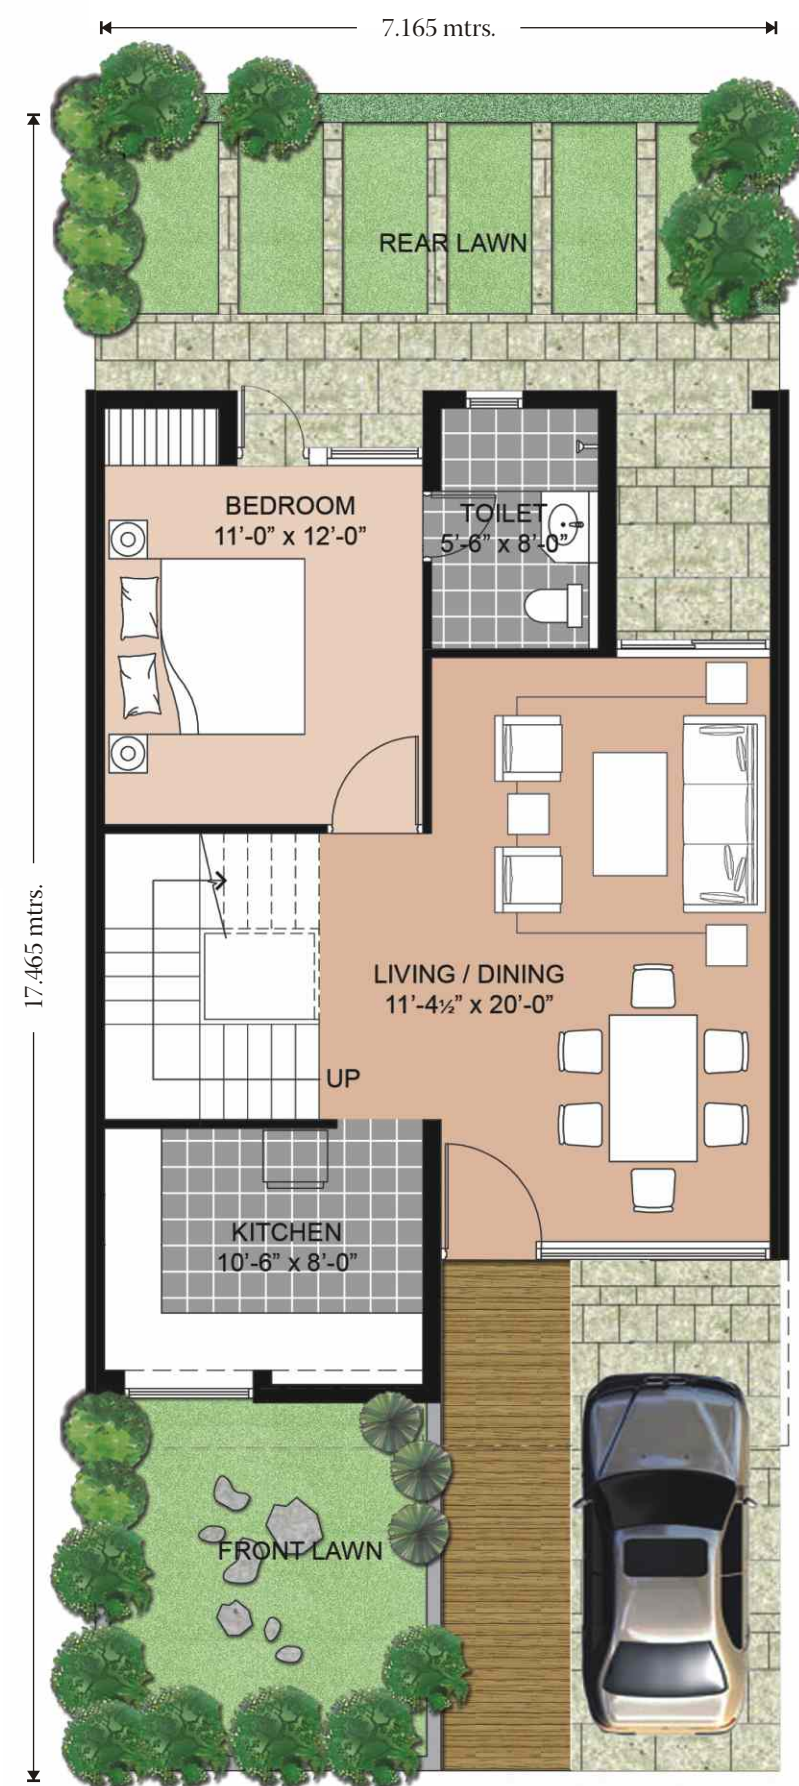 7.165 mtrs.
REAR LAWN
BEDROOM
11’-0” x 12’-0”
TOILET
5’-6” x 8’-0”
17.465 mtrs.
LIVING / DINING
11’-4½” x 20’-0”
UP
KITCHEN
10’-6” x 8’-0”
FRONT LAWN